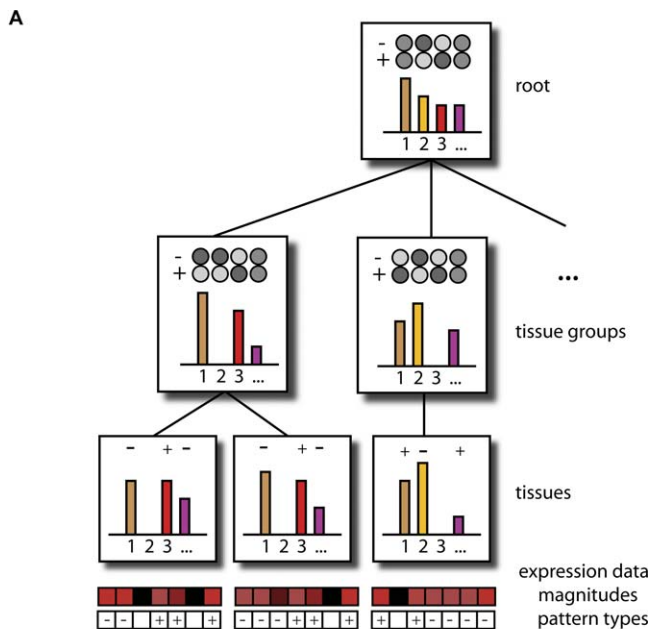 A
-
+
root
1 2 3 ...
- +
- +
...
tissue groups
1 2 3 ...
1 2 3 ...
- + -
- + -
+ - +
tissues
1 2 3 ...
1 2 3 ...
1 2 3 ...
expression data
magnitudes
- - + + +
- - - + + +
+ + - - - -
pattern types